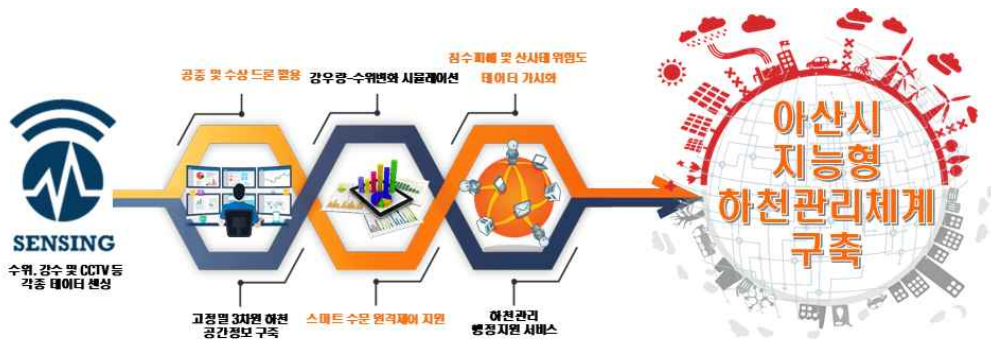 공중 및 수상 드론 활용
강우량-수위변화 시뮬레이션
침수피해 및 산사태 위험도
데이터 가시화
SENSING
수위, 강수 및 CCTV 등
각종 데이터 센싱
고정밀 3차원 하천
공간정보 구축
스마트 수문 원격제어 지원
하천관리
행정지원 서비스
아산시
지능형
하천관리체계
구축